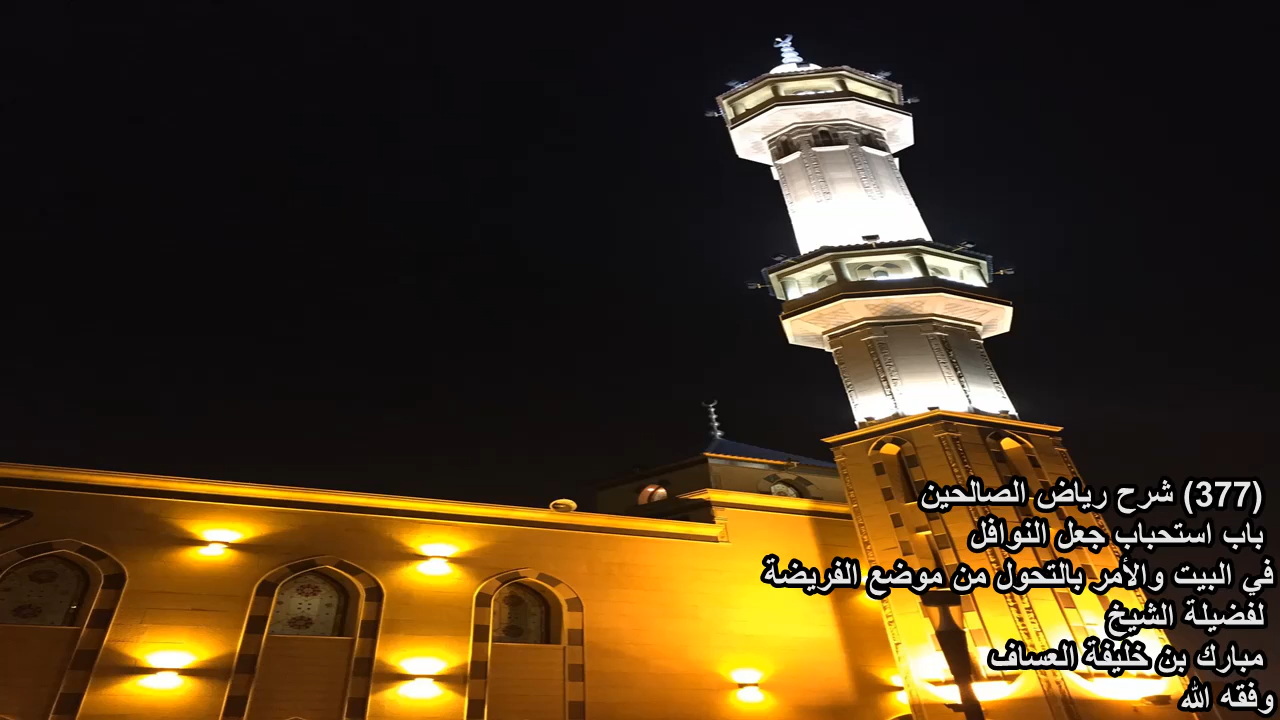 (377) شرح رياض الصالحين
باب استحباب جعل النوافل
في البيت والأمر بالتحول من موضع الفريضة
لفضيلة الشيخ
مبارك بن خليفة العساف
وفقه الله